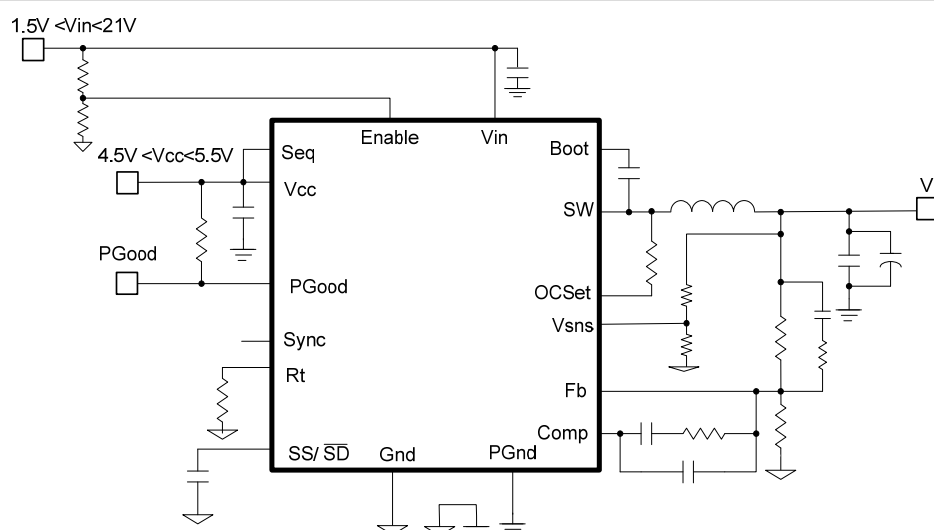 1.5V <Vin<21V
Enable
Vin
4.5V <Vcc<5.5V
Seq
Boot
Vcc
V
SW
PGood
PGood
OCSet
Vsns
Sync
Rt
Fb
Comp
SS/ SD
Gnd
PGnd